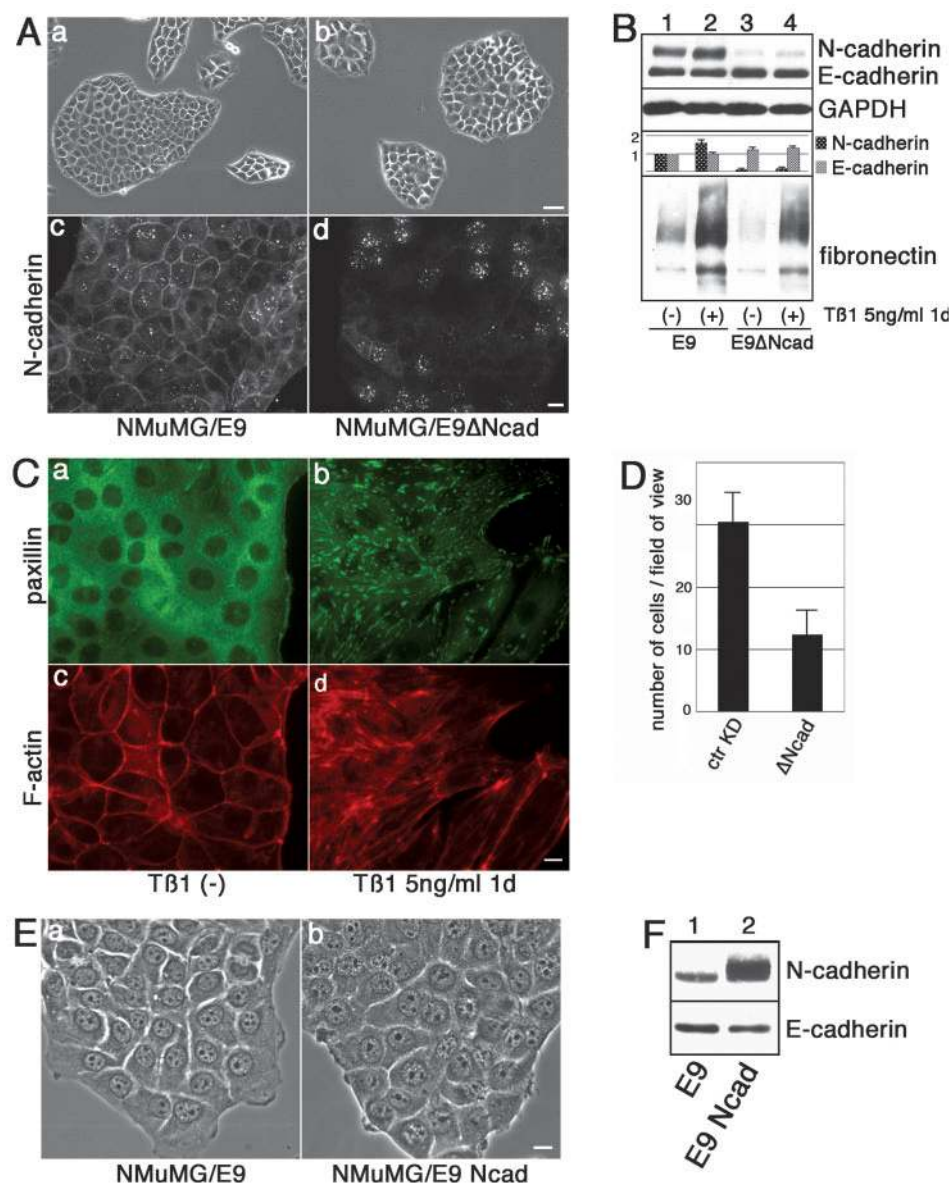 A
a
b
N-cadherin
c
d
NMuMG/E9
NMuMG/E9ΔNcad
B
1 2 3 4
N-cadherin
E-cadherin
GAPDH
2
1
N-cadherin
E-cadherin
fibronectin
(-) (+) (-) (+) Tß1 5ng/ml 1d
E9 E9ΔNcad
C
a
b
paxillin
c
d
F-actin
Tß1 (-)
Tß1 5ng/ml 1d
D
number of cells / field of view
30
20
10
0
ctr KD
ΔNcad
E
a
b
NMuMG/E9
NMuMG/E9 Ncad
F
1 2
N-cadherin
E-cadherin
E9
E9 Ncad